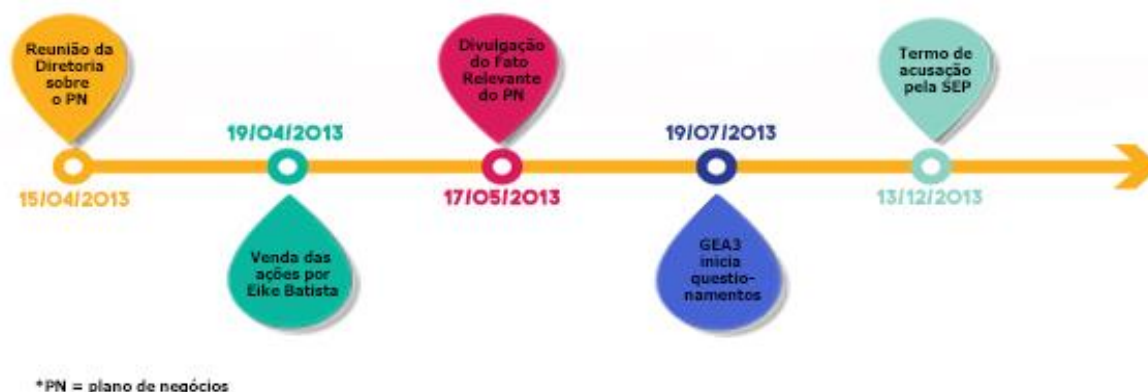 Reunião da
Diretoria
sobre
o PN
15/04/2013
19/04/2013
Venda das
ações por
Eike Batista
Divulgação
do Fato
Relevante
do PN
17/05/2013
19/07/2013
GEA3
inicia
questio-
namentos
Termo de
acusação
pela SEP
13/12/2013
*PN = plano de negócios